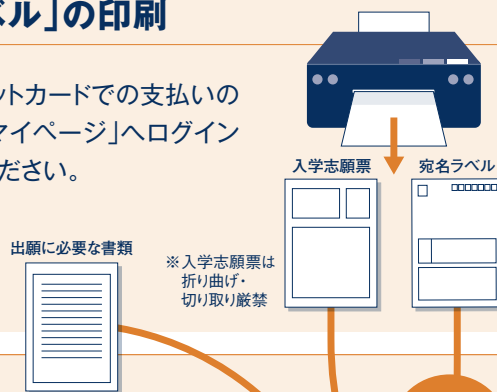 ベル」の印刷
ットカードでの支払いの
マイページ」へログイン
ださい。
入学志願票
宛名ラベル
出願に必要な書類
※入学志願票は
折り曲げ・
切り取り厳禁